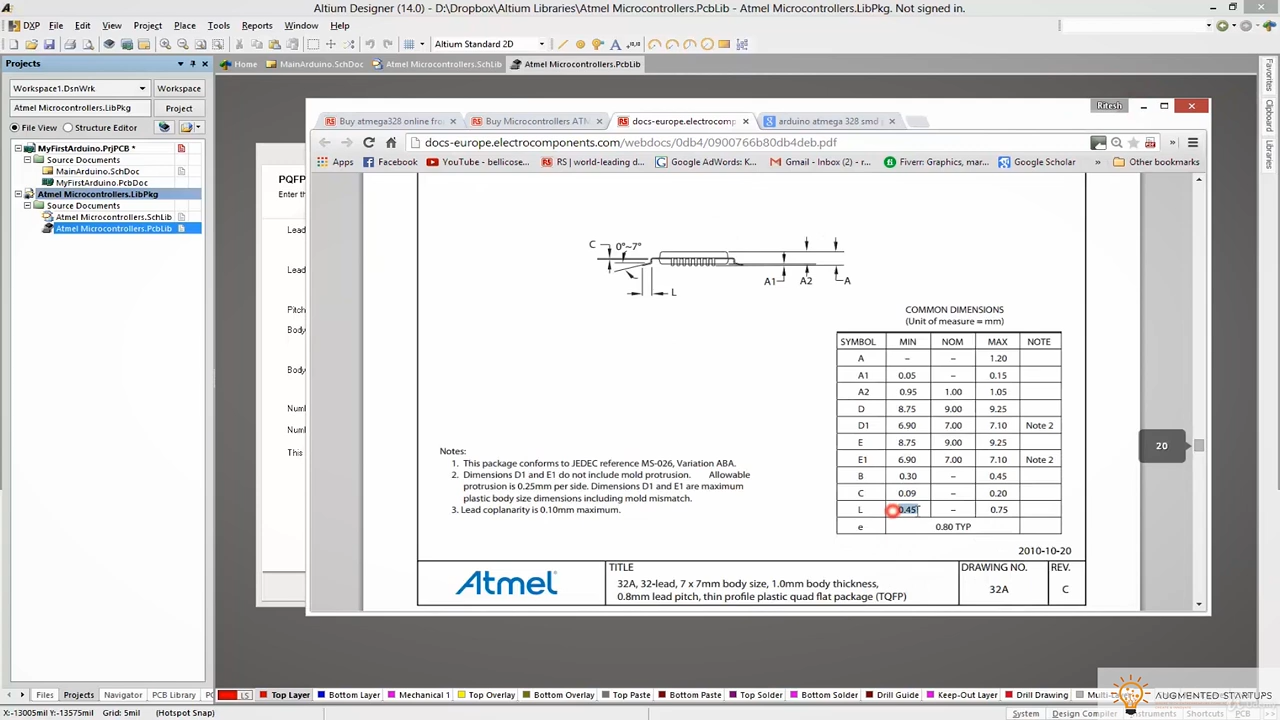 Altium Designer (14.0) - D:\Dropbox\Altium Libraries\Atmel Microcontrollers.PcbLib - Atmel Microcontrollers.LibPkg. Not signed in.
DXP File Edit View Project Place Tools Reports Window Help
Altium Standard 2D
Projects
Home MainArduino.SchDoc Atmel Microcontrollers.SchLib Atmel Microcontrollers.PcbLib
Workspace1.DsnWrk Workspace
Atmel Microcontrollers.LibPkg Project
File View Structure Editor
MyFirstArduino.PrjPCB *
Source Documents
MainArduino.SchDoc
MyFirstArduino.PcbDoc
Atmel Microcontrollers.LibPkg
Source Documents
Atmel Microcontrollers.SchLib
Atmel Microcontrollers.PcbLib
PQFP
Enter th
Lead
Lead
Pitch
Body
Body
Num
Num
This
Ritesh
Buy atmega328 online fro Buy Microcontrollers ATM docs-europe.electrocomp arduino atmega 328 smd
docs-europe.electrocomponents.com/webdocs/0db4/0900766b80db4deb.pdf
Apps Facebook YouTube - bellicose... RS | world-leading d... Google AdWords: K... Gmail - Inbox (2) - m... Fiverr: Graphics, mar... Google Scholar » Other bookmarks
C 0°~7°
A1 A2 A
L
COMMON DIMENSIONS
(Unit of measure = mm)
SYMBOL MIN NOM MAX NOTE
A – – 1.20
A1 0.05 – 0.15
A2 0.95 1.00 1.05
D 8.75 9.00 9.25
D1 6.90 7.00 7.10 Note 2
E 8.75 9.00 9.25
E1 6.90 7.00 7.10 Note 2
B 0.30 – 0.45
C 0.09 – 0.20
L 0.45 – 0.75
e 0.80 TYP
Notes:
1. This package conforms to JEDEC reference MS-026, Variation ABA.
2. Dimensions D1 and E1 do not include mold protrusion. Allowable
protrusion is 0.25mm per side. Dimensions D1 and E1 are maximum
plastic body size dimensions including mold mismatch.
3. Lead coplanarity is 0.10mm maximum.
20
2010-10-20
Atmel
TITLE
32A, 32-lead, 7 x 7mm body size, 1.0mm body thickness,
0.8mm lead pitch, thin profile plastic quad flat package (TQFP)
DRAWING NO.
32A
REV.
C
Favorites
Clipboard
Libraries
Files Projects Navigator PCB Library
LS Top Layer Bottom Layer Mechanical 1 Top Overlay Bottom Overlay Top Paste Bottom Paste Top Solder Bottom Solder Drill Guide Keep-Out Layer Drill Drawing
AUGMENTED STARTUPS
X:-13005mil Y:-13575mil Grid: 5mil (Hotspot Snap)
System Design Compiler Instruments Shortcuts PCB